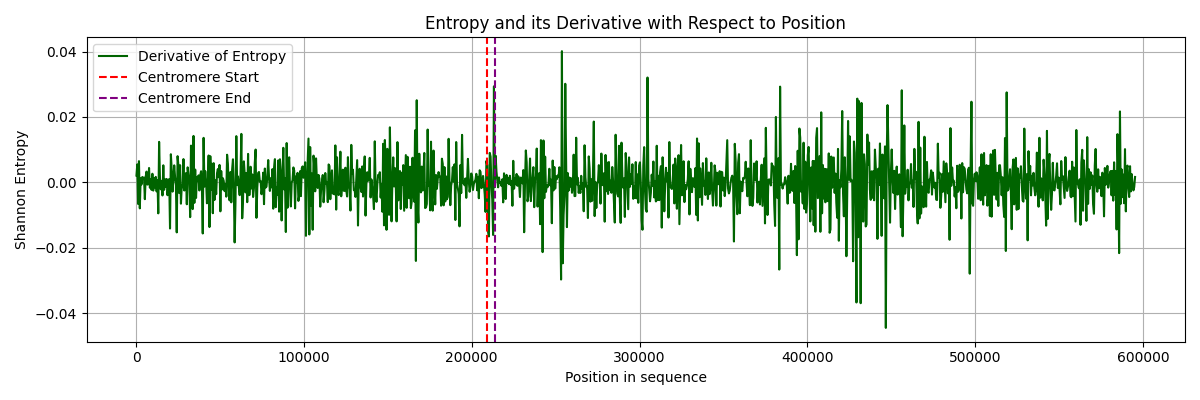 Entropy and its Derivative with Respect to Position
Derivative of Entropy
Centromere Start
Centromere End
Shannon Entropy
0.04
0.02
0.00
−0.02
−0.04
0
100000
200000
300000
400000
500000
600000
Position in sequence